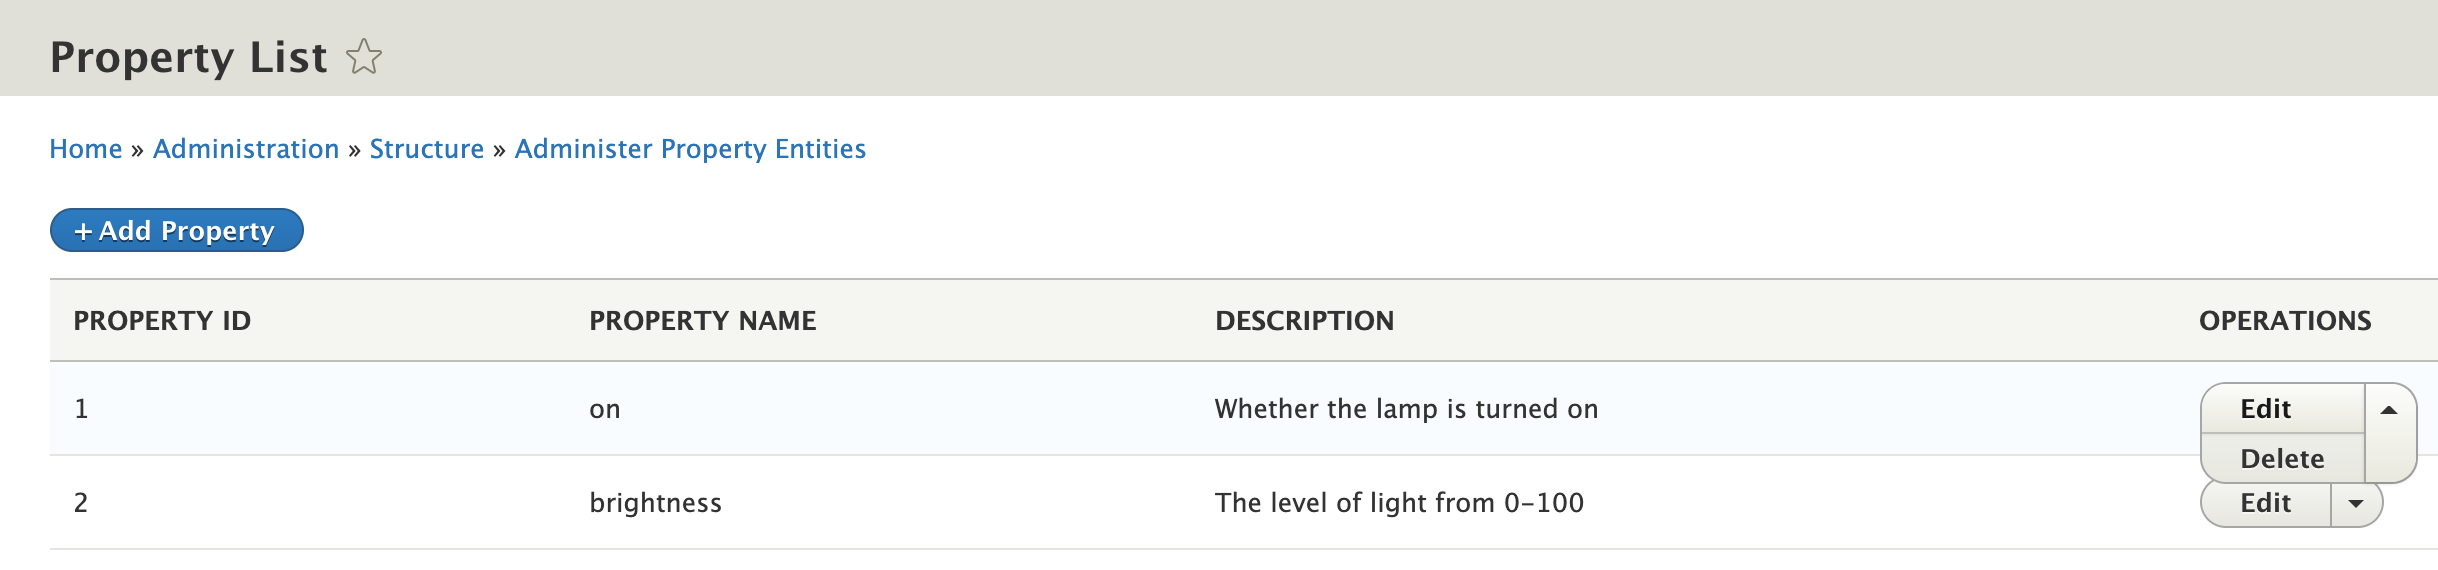 Property List
Home » Administration » Structure » Administer Property Entities
+ Add Property
PROPERTY ID PROPERTY NAME DESCRIPTION OPERATIONS
1 on Whether the lamp is turned on Edit
Delete
2 brightness The level of light from 0-100 Edit